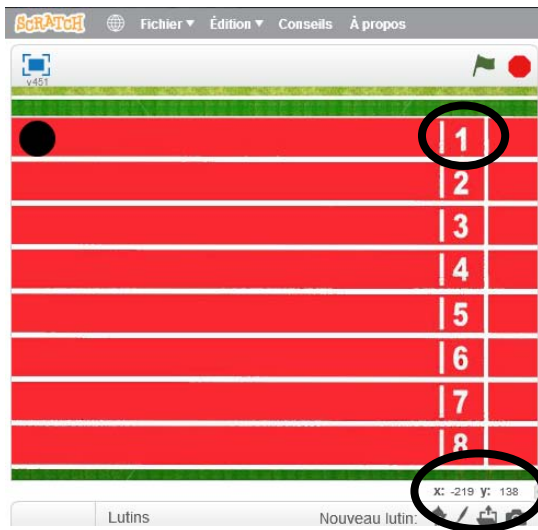 SCRATCH Fichier▼ Édition▼ Conseils À propos
v451
1
2
3
4
5
6
7
8
x: -219 y: 138
Lutins Nouveau lutin: